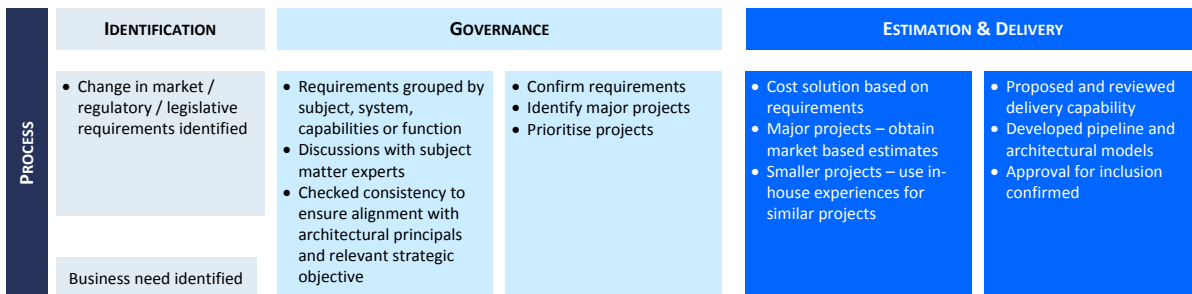 PROCESS
IDENTIFICATION
• Change in market /
regulatory / legislative
requirements identified
Business need identified
GOVERNANCE
• Requirements grouped by
subject, system,
capabilities or function
• Discussions with subject
matter experts
• Checked consistency to
ensure alignment with
architectural principals
and relevant strategic
objective
• Confirm requirements
• Identify major projects
• Prioritise projects
ESTIMATION & DELIVERY
• Cost solution based on
requirements
• Major projects – obtain
market based estimates
• Smaller projects – use in-
house experiences for
similar projects
• Proposed and reviewed
delivery capability
• Developed pipeline and
architectural models
• Approval for inclusion
confirmed